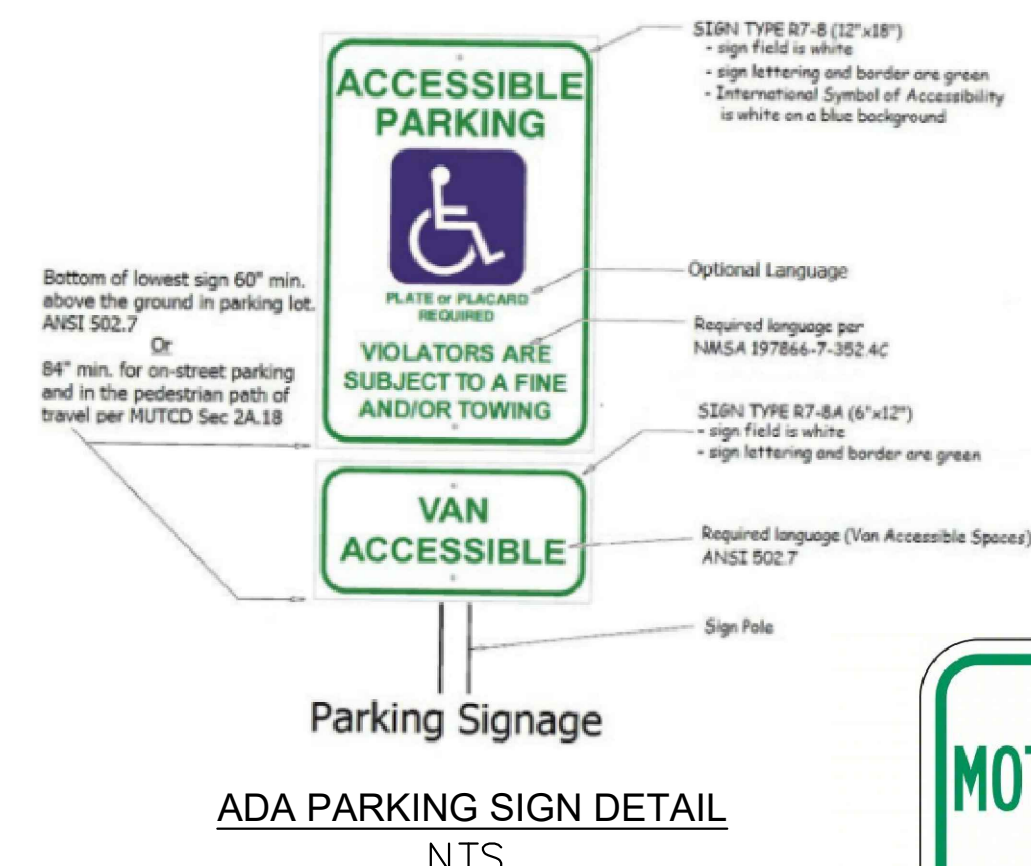 SIGN TYPE R7-8 (12"x18")
- sign field is white
- sign lettering and border are green
- International Symbol of Accessibility
is white on a blue background
ACCESSIBLE
PARKING
Bottom of lowest sign 60" min.
above the ground in parking lot.
ANSI 502.7
Or
84" min. for on-street parking
and in the pedestrian path of
travel per MUTCD Sec 2A.18
PLATE or PLACARD
REQUIRED
Optional Language
VIOLATORS ARE
SUBJECT TO A FINE
AND/OR TOWING
Required language per
NMSA 197866-7-352.4C
SIGN TYPE R7-8A (6"x12")
- sign field is white
- sign lettering and border are green
VAN
ACCESSIBLE
Required language (Van Accessible Spaces)
ANSI 502.7
Sign Pole
Parking Signage
ADA PARKING SIGN DETAIL
NTS
MOT